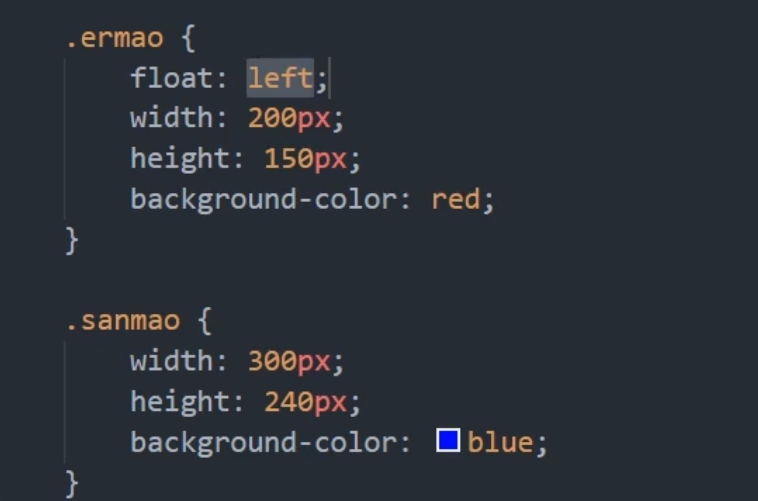 .ermao {
float: left;
width: 200px;
height: 150px;
background-color: red;
}
.sanmao {
width: 300px;
height: 240px;
background-color: blue;
}